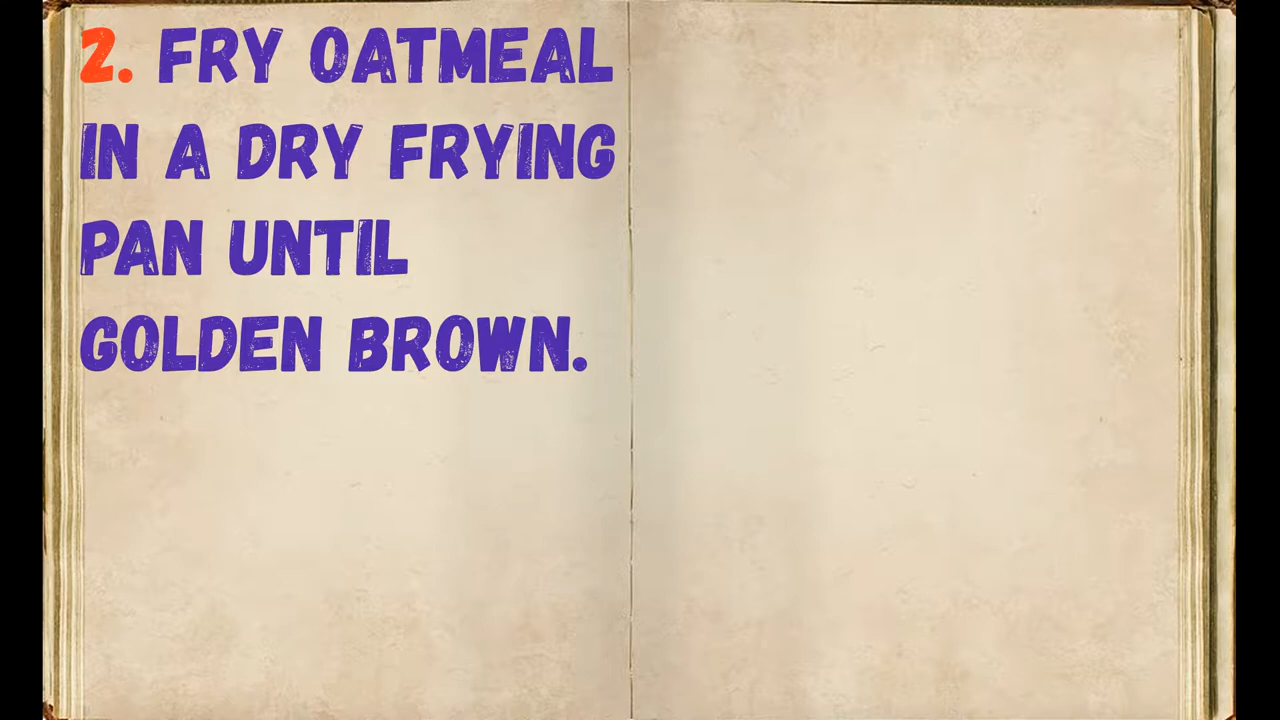 2. FRY OATMEAL
IN A DRY FRYING
PAN UNTIL
GOLDEN BROWN.